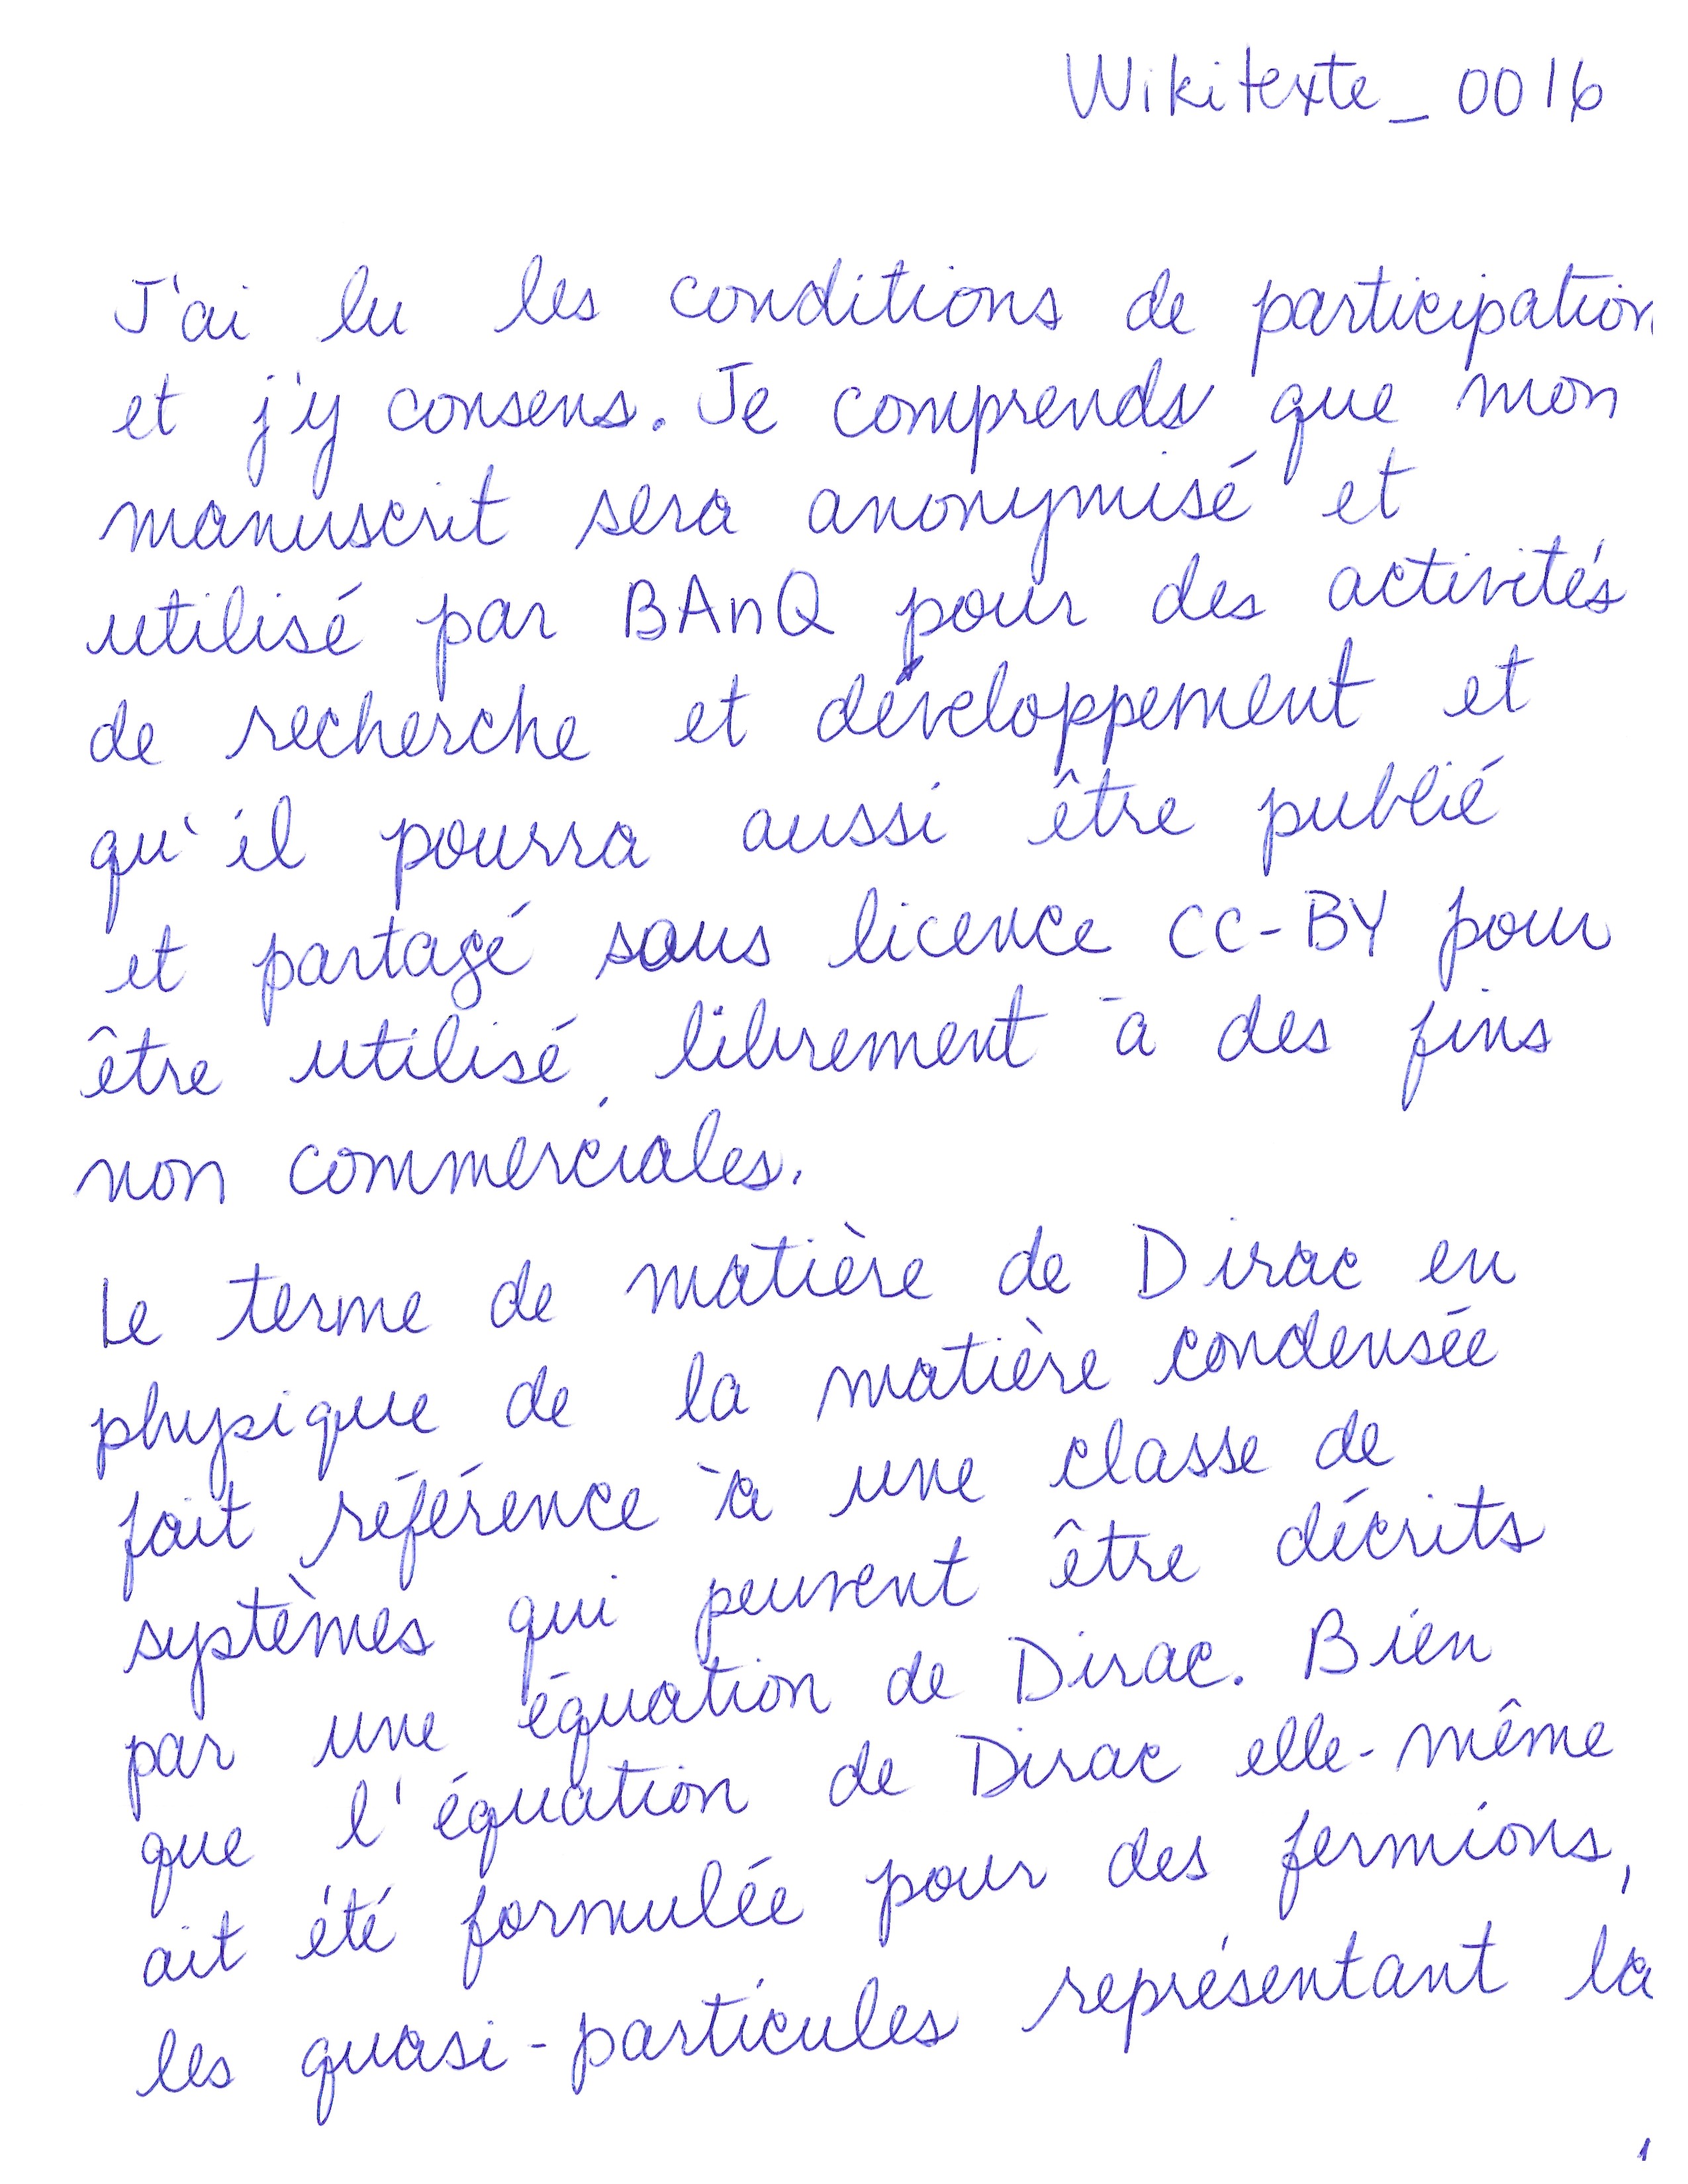 Wikitexte_0016
J'ai lu les conditions de participation
et j'y consens. Je comprends que mon
manuscrit sera anonymisé et
utilisé par BAnQ pour des activités
de recherche et développement et
qu'il pourra aussi être publié
et partagé sous licence CC-BY pour
être utilisé librement à des fins
non commerciales.
Le terme de matière de Dirac en
physique de la matière condensée
fait référence à une classe de
systèmes qui peuvent être décrits
par une équation de Dirac. Bien
que l'équation de Dirac elle-même
ait été formulée pour des fermions,
les quasi-particules représentant la
1